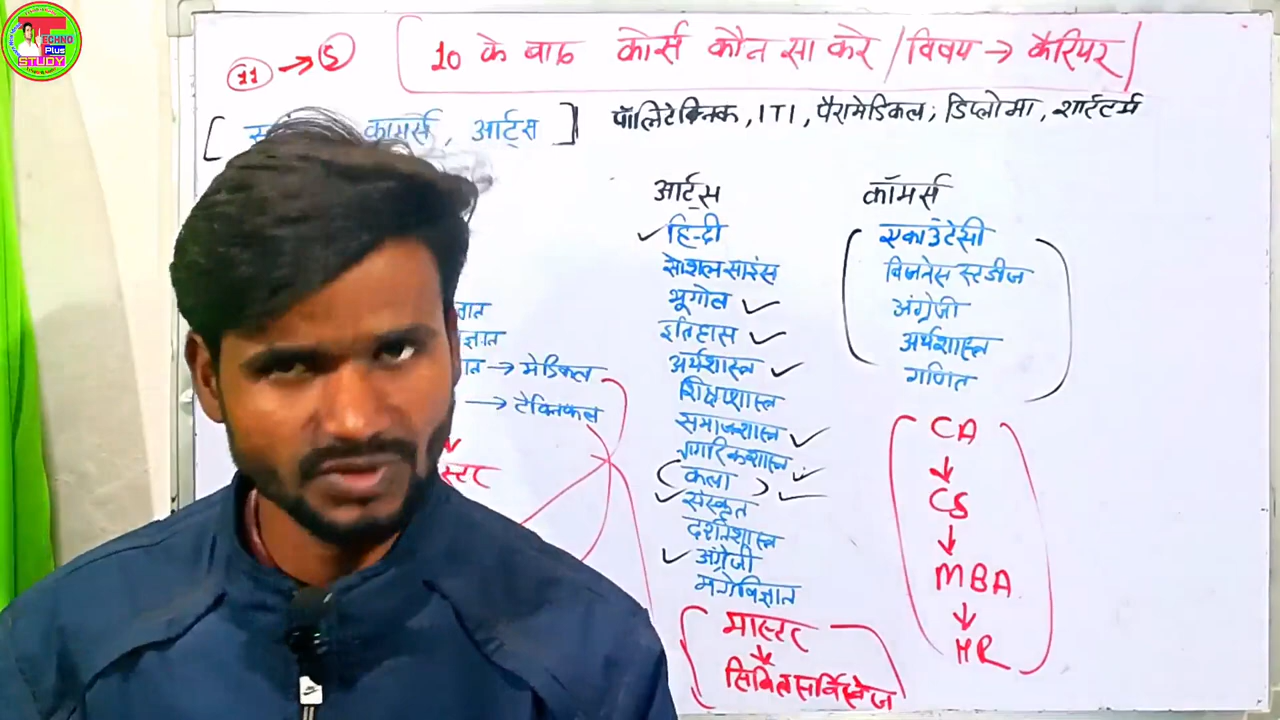 TECHNO
Plus
STUDY
11 → 5
10 के बाद कोर्स कौन सा करे / विषय → कैरियर
कामर्स, आर्ट्स
पॉलिटेक्निक, ITI, पैरामेडिकल, डिप्लोमा, शार्टटर्म
आर्ट्स
हिन्दी
सोशल साइंस
भूगोल
इतिहास
अर्थशास्त्र
शिक्षाशास्त्र
समाजशास्त्र
नागरिकशास्त्र
कला
संस्कृत
दर्शनशास्त्र
अंग्रेजी
मनोविज्ञान
मास्टर
सिविल सर्विसेज
कॉमर्स
एकाउंटेसी
बिजनेस स्टडीज
अंग्रेजी
अर्थशास्त्र
गणित
CA
CS
MBA
HR
→ मेडिकल
→ टेक्निकल